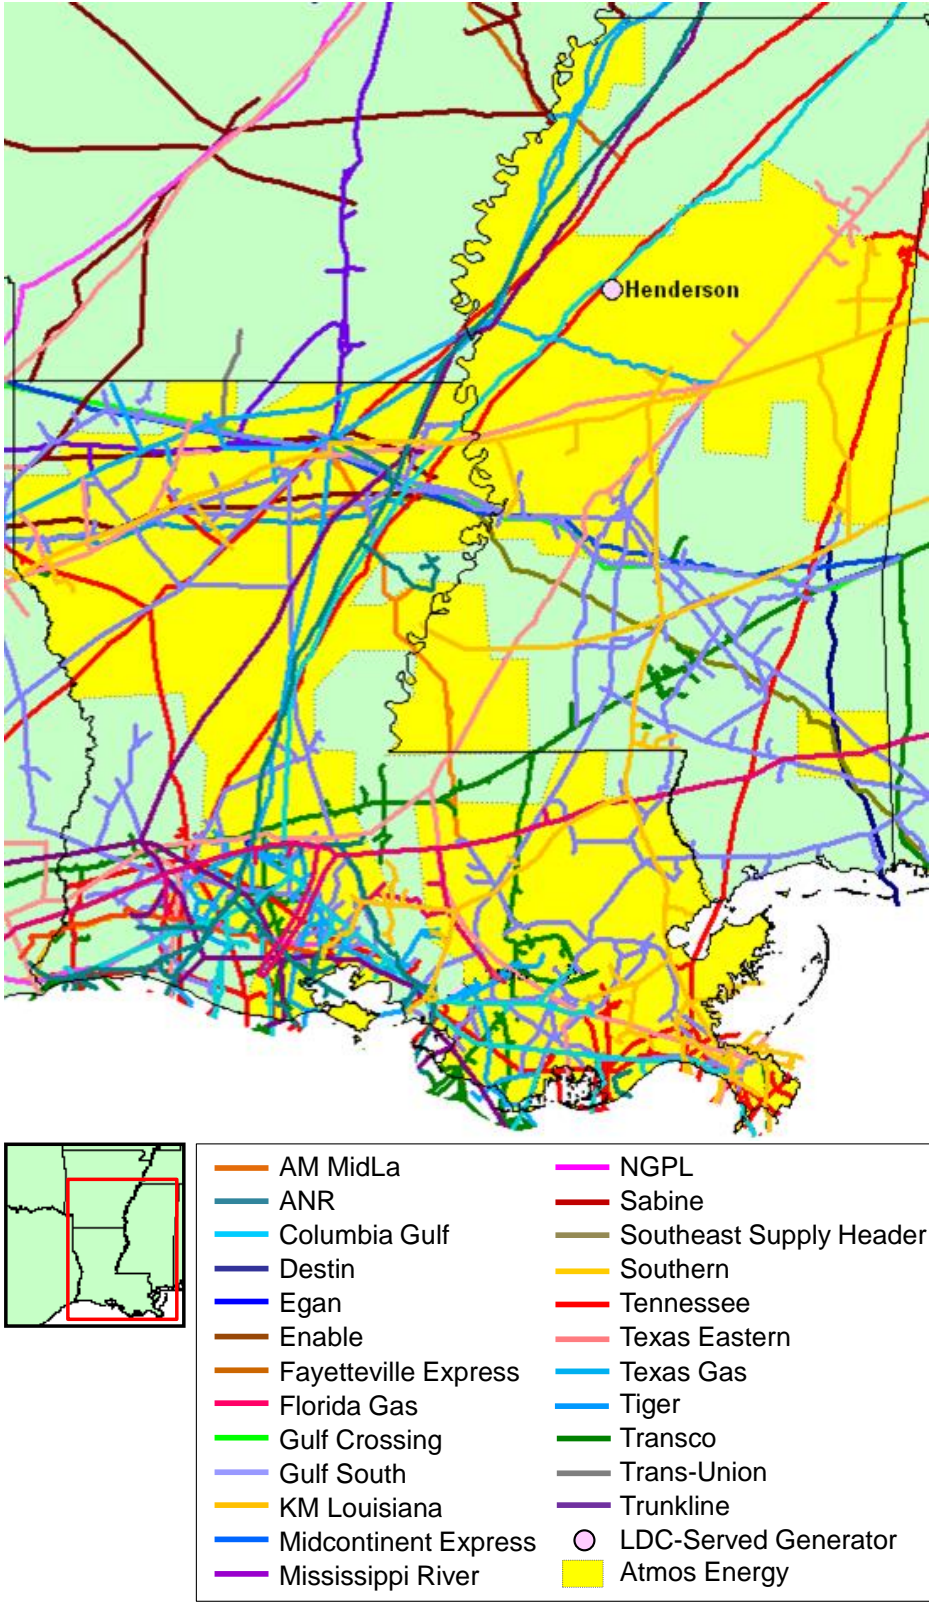 Henderson
AM MidLa
ANR
Columbia Gulf
Destin
Egan
Enable
Fayetteville Express
Florida Gas
Gulf Crossing
Gulf South
KM Louisiana
Midcontinent Express
Mississippi River
NGPL
Sabine
Southeast Supply Header
Southern
Tennessee
Texas Eastern
Texas Gas
Tiger
Transco
Trans-Union
Trunkline
LDC-Served Generator
Atmos Energy